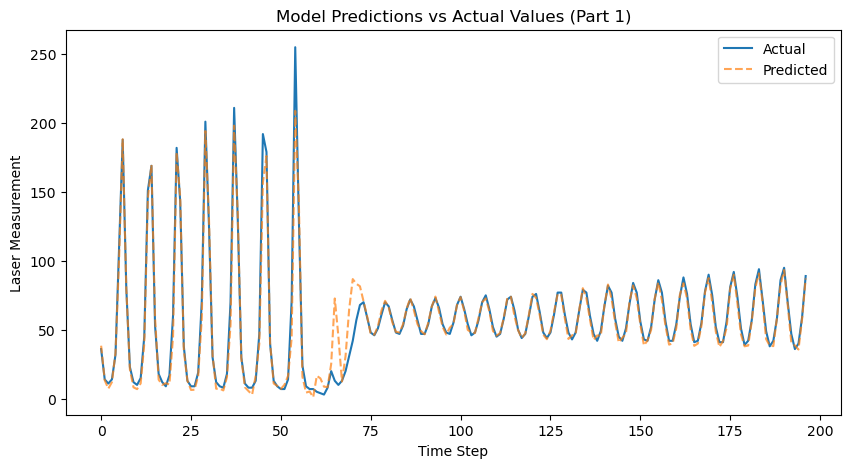 Model Predictions vs Actual Values (Part 1)
Actual
Predicted
Laser Measurement
250
200
150
100
50
0
0 25 50 75 100 125 150 175 200
Time Step